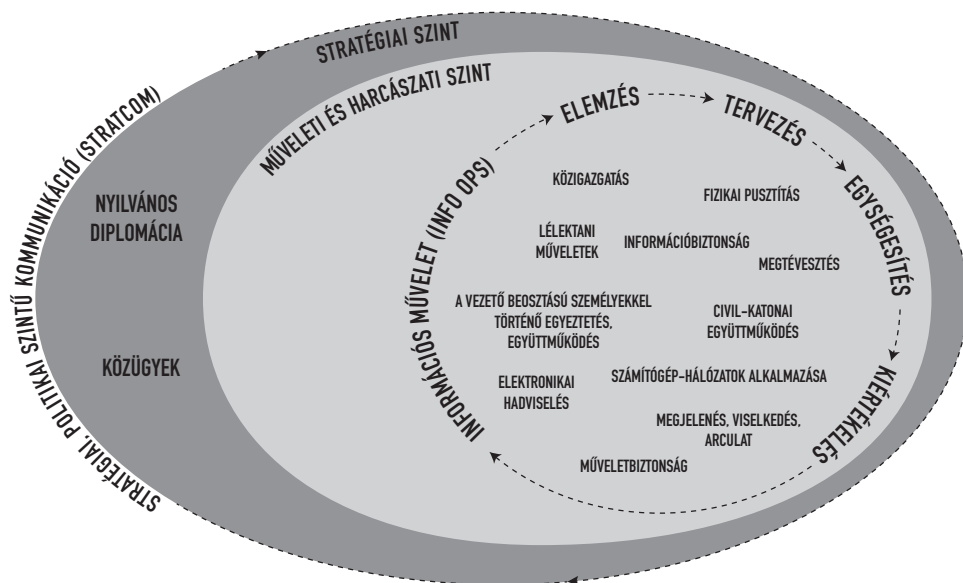 STRATÉGIAI SZINT
MŰVELETI ÉS HARCÁSZATI SZINT
STRATÉGIAI, POLITIKAI SZINTŰ KOMMUNIKÁCIÓ (STRATCOM)
NYILVÁNOS
DIPLOMÁCIA
KÖZÜGYEK
INFORMÁCIÓS MŰVELET (INFO OPS)
ELEMZÉS
TERVEZÉS
EGYSÉGESÍTÉS
KIÉRTÉKELÉS
KÖZIGAZGATÁS
FIZIKAI PUSZTÍTÁS
LÉLEKTANI
MŰVELETEK
INFORMÁCIÓBIZTONSÁG
MEGTÉVESZTÉS
A VEZETŐ BEOSZTÁSÚ SZEMÉLYEKKEL
TÖRTÉNŐ EGYEZTETÉS,
EGYÜTTMŰKÖDÉS
CIVIL-KATONAI
EGYÜTTMŰKÖDÉS
ELEKTRONIKAI
HADVISELÉS
SZÁMÍTÓGÉP-HÁLÓZATOK ALKALMAZÁSA
MEGJELENÉS, VISELKEDÉS,
ARCULAT
MŰVELETBIZTONSÁG